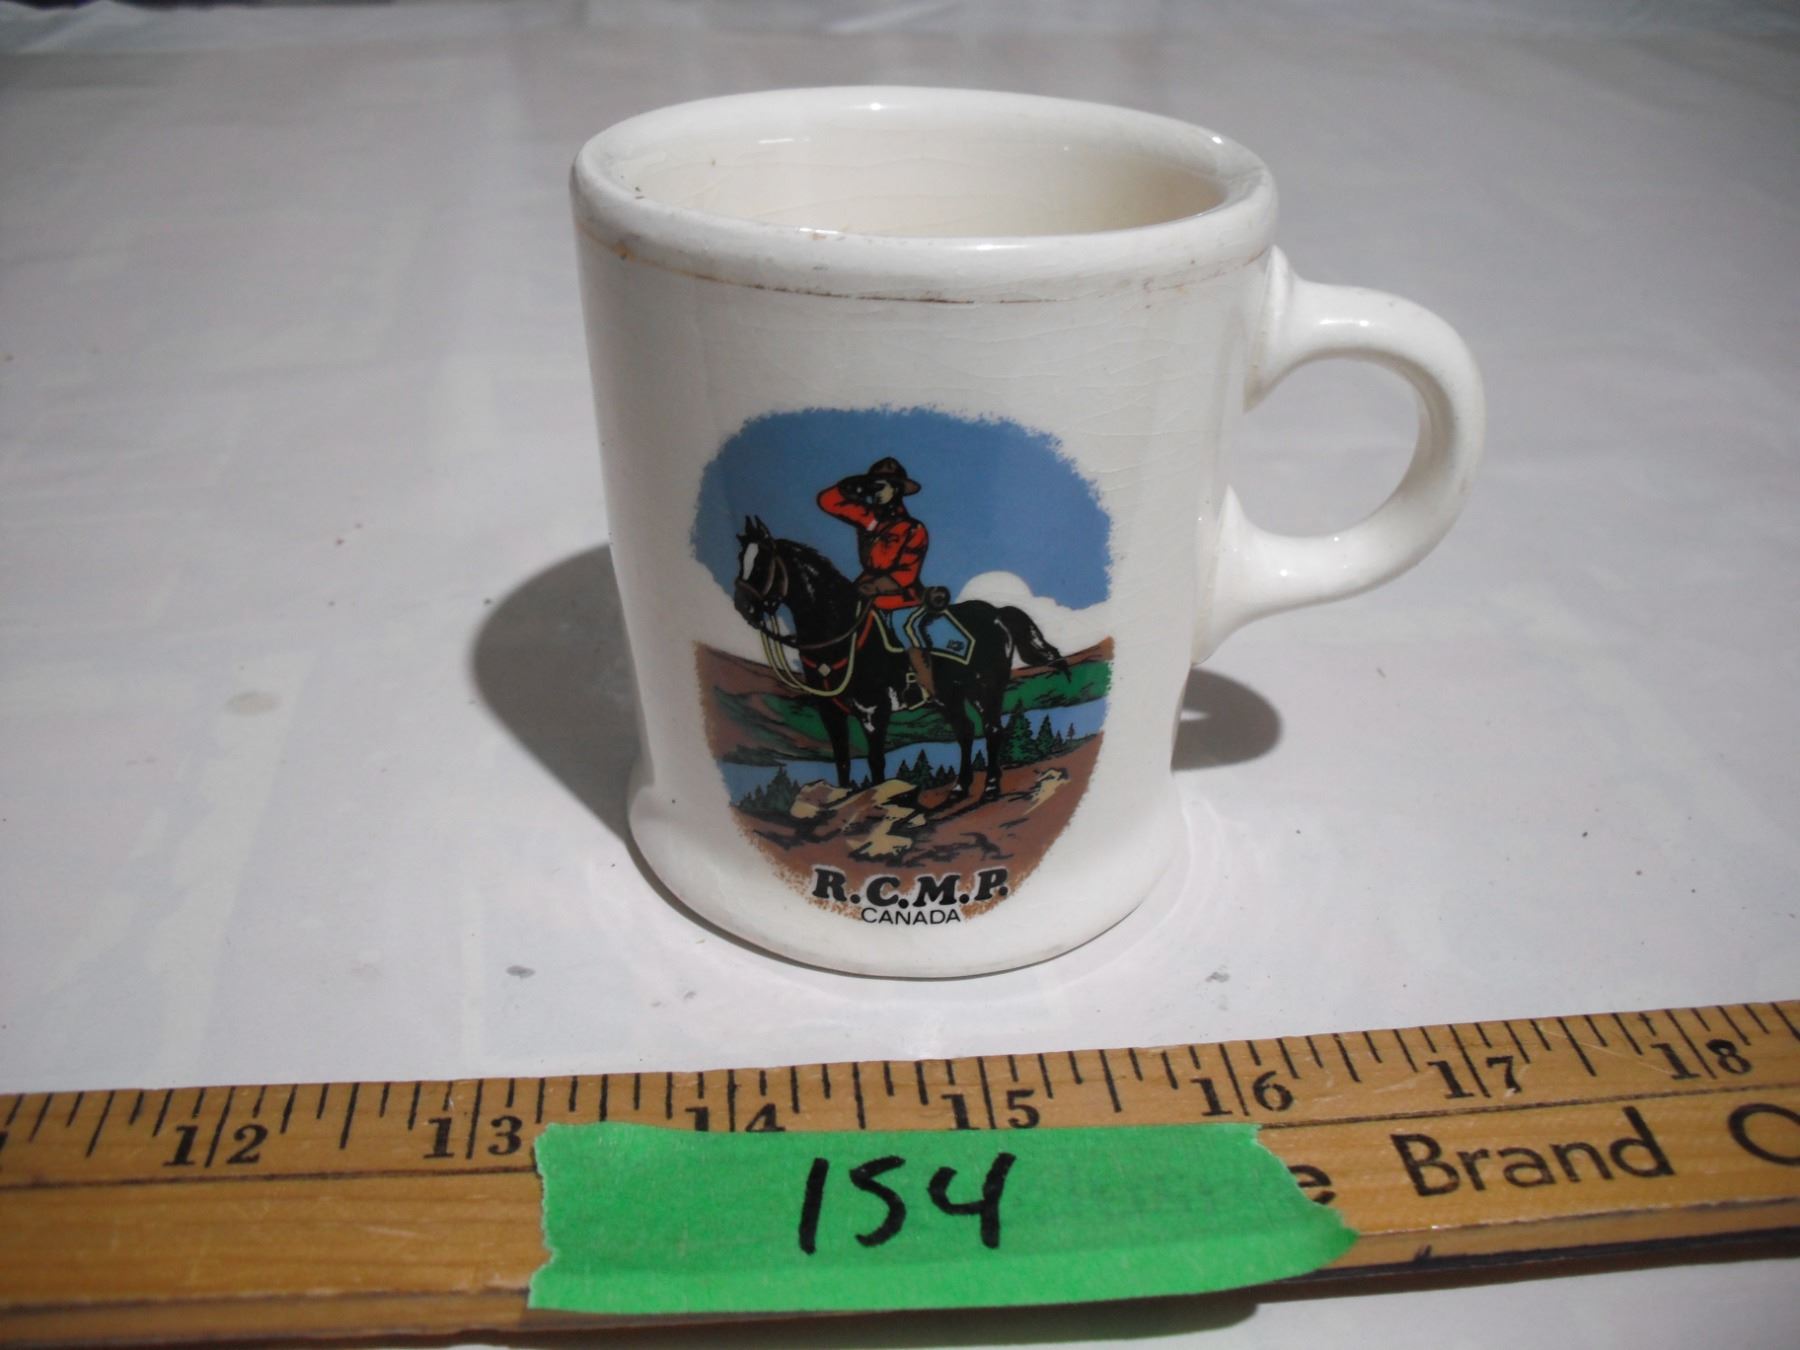 R.C.M.P.
CANADA
12 13 14 15 16 17 18
154
Brand